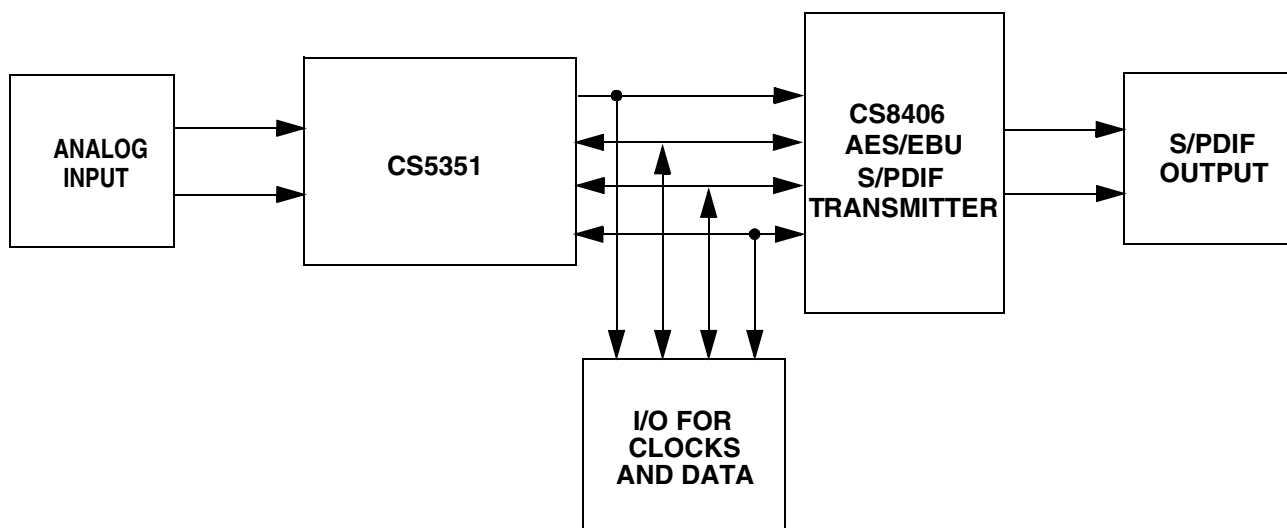 ANALOG
INPUT
CS5351
CS8406
AES/EBU
S/PDIF
TRANSMITTER
S/PDIF
OUTPUT
I/O FOR
CLOCKS
AND DATA